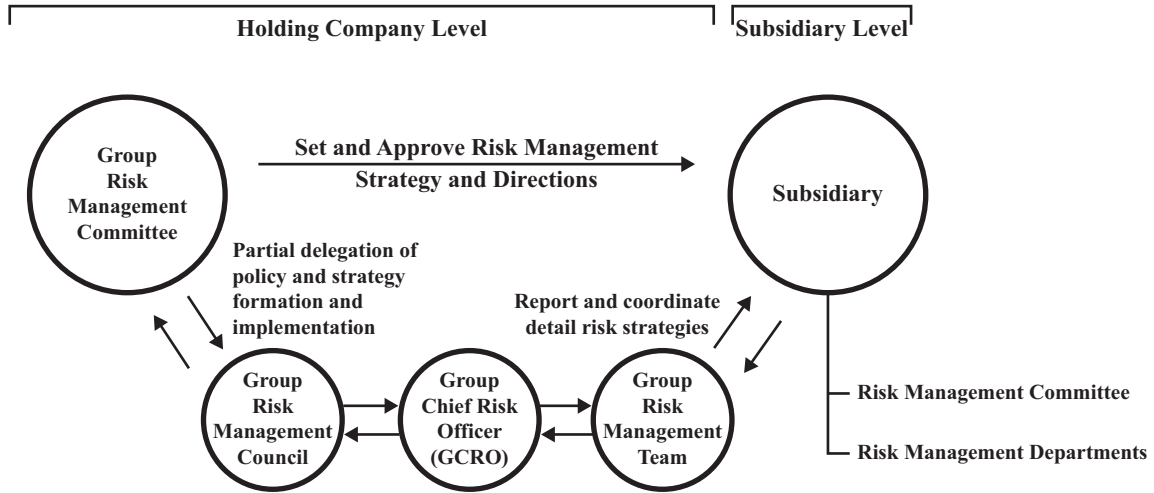 Holding Company Level
Subsidiary Level
Group
Risk
Management
Committee
Set and Approve Risk Management
Strategy and Directions
Subsidiary
Partial delegation of
policy and strategy
formation and
implementation
Report and coordinate
detail risk strategies
Group
Risk
Management
Council
Group
Chief Risk
Officer
(GCRO)
Group
Risk
Management
Team
Risk Management Committee
Risk Management Departments